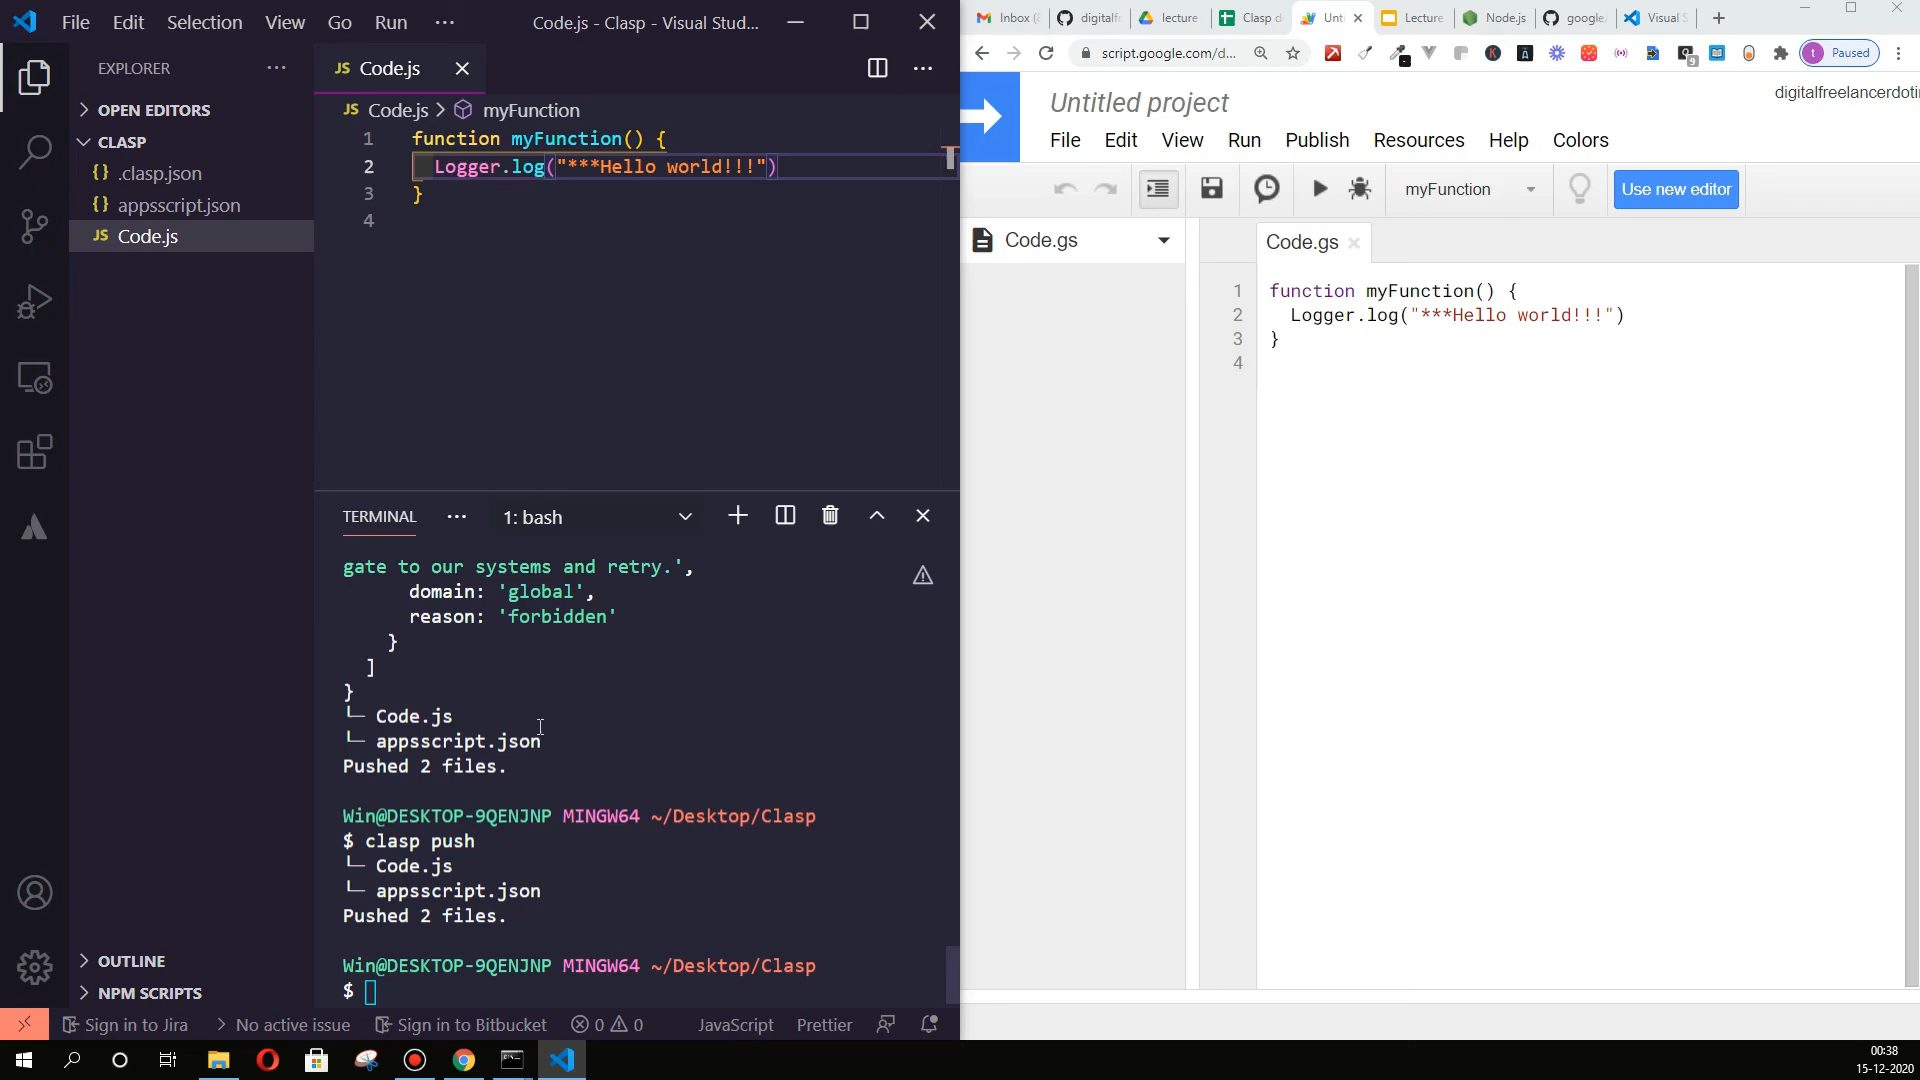 File Edit Selection View Go Run ··· Code.js - Clasp - Visual Stud...
EXPLORER ···
OPEN EDITORS
CLASP
{} .clasp.json
{} appsscript.json
JS Code.js
OUTLINE
NPM SCRIPTS
JS Code.js
JS Code.js > myFunction
1 function myFunction() {
2 Logger.log("***Hello world!!!")
3 }
4
TERMINAL ··· 1: bash
gate to our systems and retry.',
domain: 'global',
reason: 'forbidden'
}
]
}
└─ Code.js
└─ appsscript.json
Pushed 2 files.
Win@DESKTOP-9QENJNP MINGW64 ~/Desktop/Clasp
$ clasp push
└─ Code.js
└─ appsscript.json
Pushed 2 files.
Win@DESKTOP-9QENJNP MINGW64 ~/Desktop/Clasp
$
Sign in to Jira > No active issue Sign in to Bitbucket 0 0 JavaScript Prettier
Inbox ( digitalf lecture Clasp d Unt Lecture Node.js google Visual S
script.google.com/d... t Paused
9
Untitled project
digitalfreelancerdoti
File Edit View Run Publish Resources Help Colors
myFunction Use new editor
Code.gs
Code.gs
1 function myFunction() {
2 Logger.log("***Hello world!!!")
3 }
4
00:38
15-12-2020